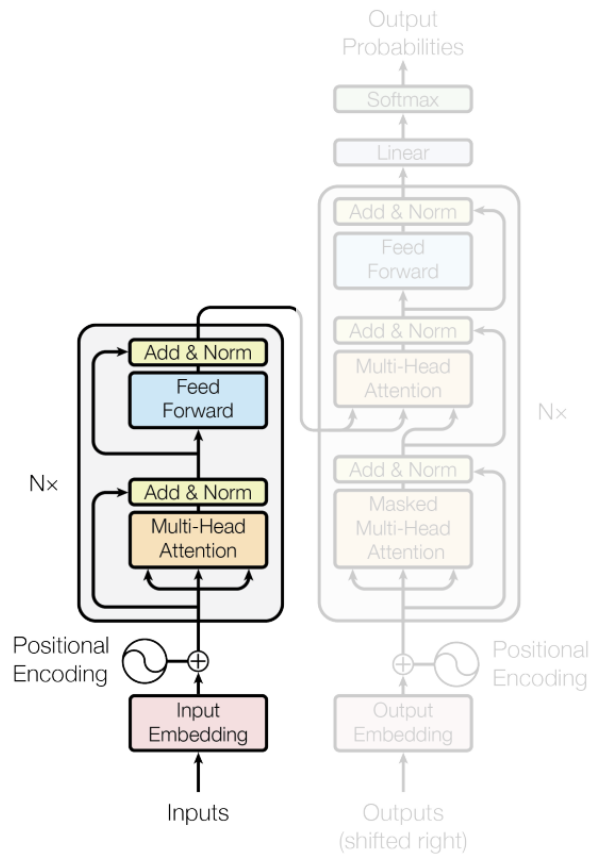 Output
Probabilities
Softmax
Linear
Add & Norm
Feed
Forward
Add & Norm
Multi-Head
Attention
Add & Norm
Masked
Multi-Head
Attention
N×
Positional
Encoding
Output
Embedding
Outputs
(shifted right)
Add & Norm
Feed
Forward
Add & Norm
Multi-Head
Attention
N×
Positional
Encoding
Input
Embedding
Inputs